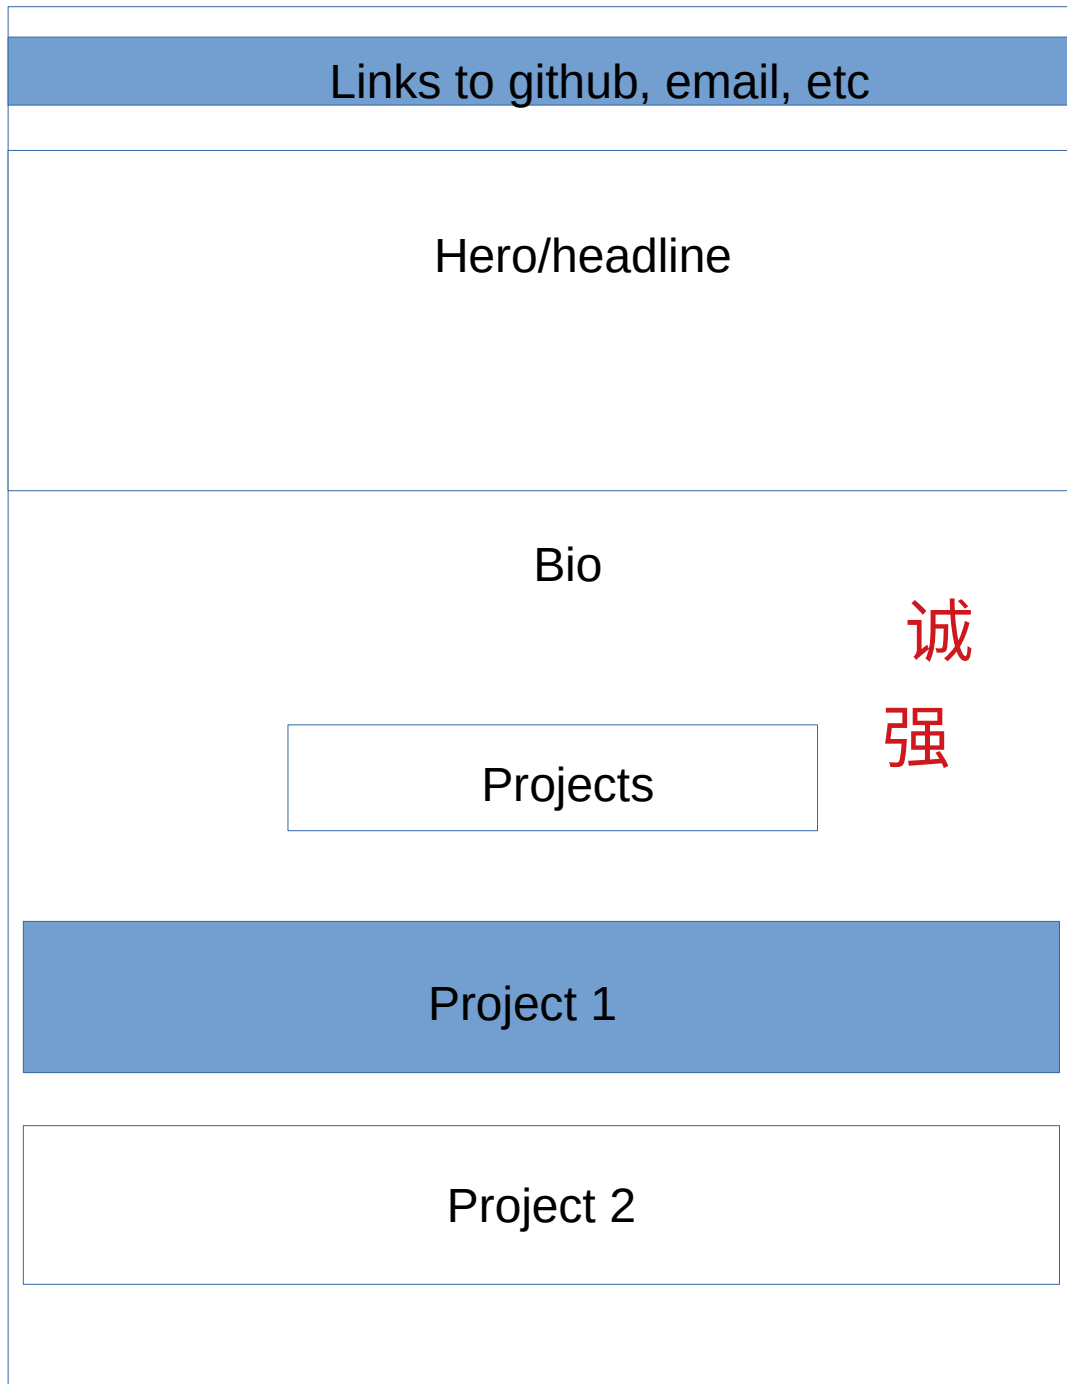 Links to github, email, etc
Hero/headline
Bio
诚
强
Projects
Project 1
Project 2